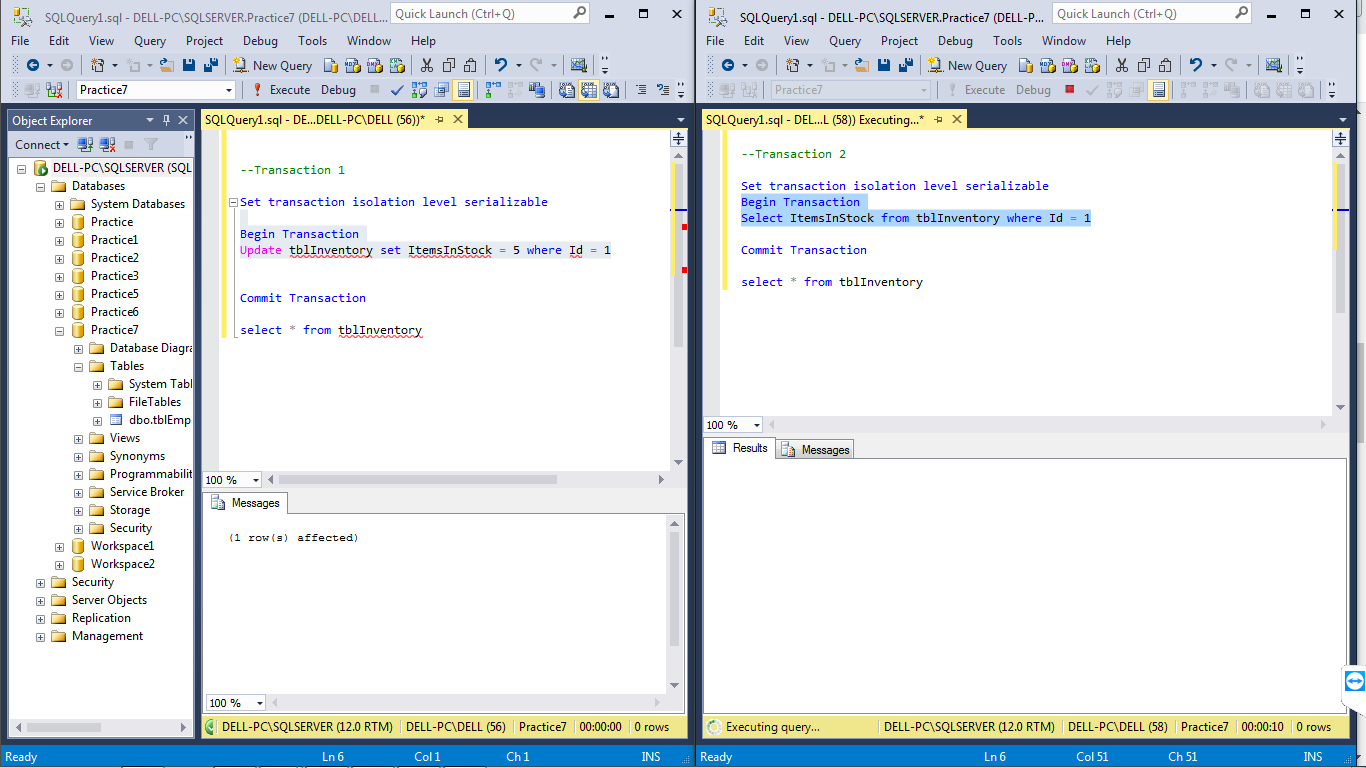 SQLQuery1.sql - DELL-PC\SQLSERVER.Practice7 (DELL-PC\DELL...
Quick Launch (Ctrl+Q)
File Edit View Query Project Debug Tools Window Help
New Query
Practice7
Execute Debug
Object Explorer
Connect
DELL-PC\SQLSERVER (SQL
Databases
System Databases
Practice
Practice1
Practice2
Practice3
Practice5
Practice6
Practice7
Database Diagra
Tables
System Tabl
FileTables
dbo.tblEmp
Views
Synonyms
Programmabilit
Service Broker
Storage
Security
Workspace1
Workspace2
Security
Server Objects
Replication
Management
SQLQuery1.sql - DE...DELL-PC\DELL (56))*
--Transaction 1
Set transaction isolation level serializable
Begin Transaction
Update tblInventory set ItemsInStock = 5 where Id = 1
Commit Transaction
select * from tblInventory
100 %
Messages
(1 row(s) affected)
100 %
DELL-PC\SQLSERVER (12.0 RTM) DELL-PC\DELL (56) Practice7 00:00:00 0 rows
Ready Ln 6 Col 1 Ch 1 INS
SQLQuery1.sql - DELL-PC\SQLSERVER.Practice7 (DELL-P...
Quick Launch (Ctrl+Q)
File Edit View Query Project Debug Tools Window Help
New Query
Practice7
Execute Debug
SQLQuery1.sql - DEL...L (58)) Executing...*
--Transaction 2
Set transaction isolation level serializable
Begin Transaction
Select ItemsInStock from tblInventory where Id = 1
Commit Transaction
select * from tblInventory
100 %
Results Messages
Executing query... DELL-PC\SQLSERVER (12.0 RTM) DELL-PC\DELL (58) Practice7 00:00:10 0 rows
Ready Ln 6 Col 51 Ch 51 INS